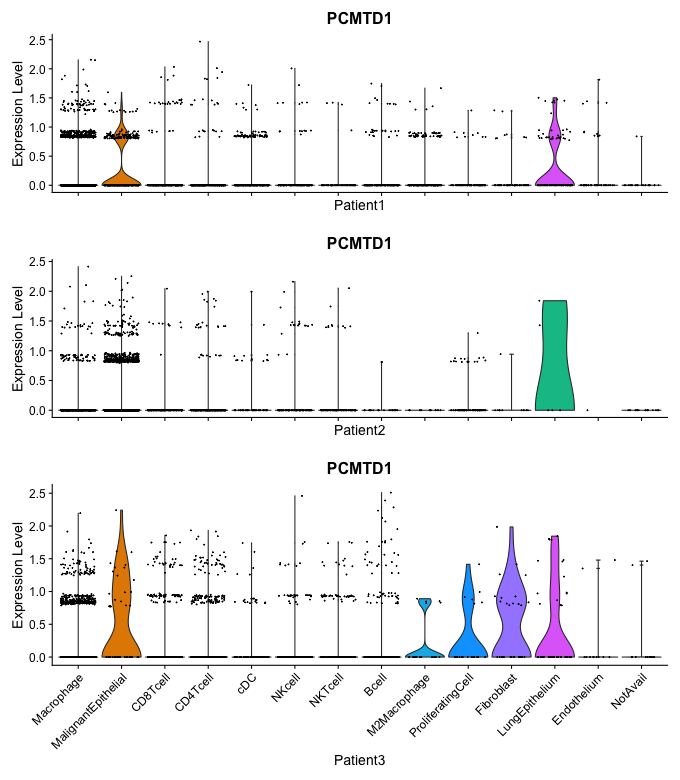 PCMTD1
Expression Level
2.5
2.0
1.5
1.0
0.5
0.0
Patient1
PCMTD1
Expression Level
2.5
2.0
1.5
1.0
0.5
0.0
Patient2
PCMTD1
Expression Level
2.5
2.0
1.5
1.0
0.5
0.0
Macrophage
MalignantEpithelial
CD8Tcell
CD4Tcell
cDC
NKcell
NKTcell
Bcell
M2Macrophage
ProliferatingCell
Fibroblast
LungEpithelium
Endothelium
NotAvail
Patient3